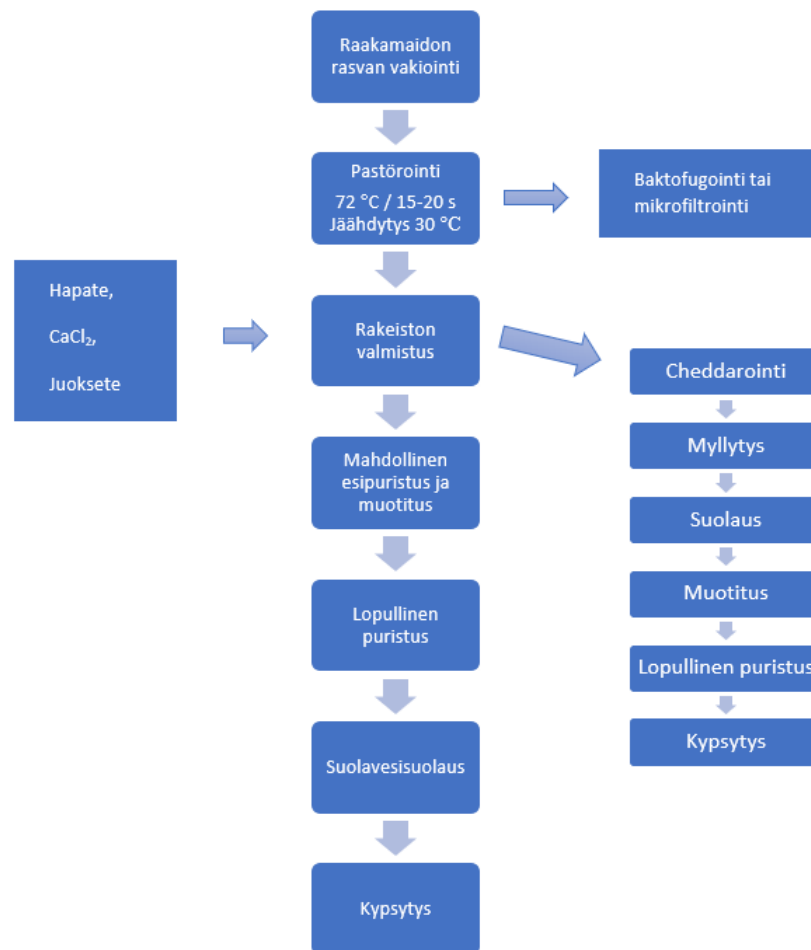 Raakamaidon
rasvan vakiointi
Pastörointi
72 °C / 15-20 s
Jäähdytys 30 °C
Baktofugointi tai
mikrofiltrointi
Hapate,
CaCl₂,
Juoksete
Rakeiston
valmistus
Mahdollinen
esipuristus ja
muotitus
Lopullinen
puristus
Suolavesisuolaus
Kypsytys
Cheddarointi
Myllytys
Suolaus
Muotitus
Lopullinen puristus
Kypsytys